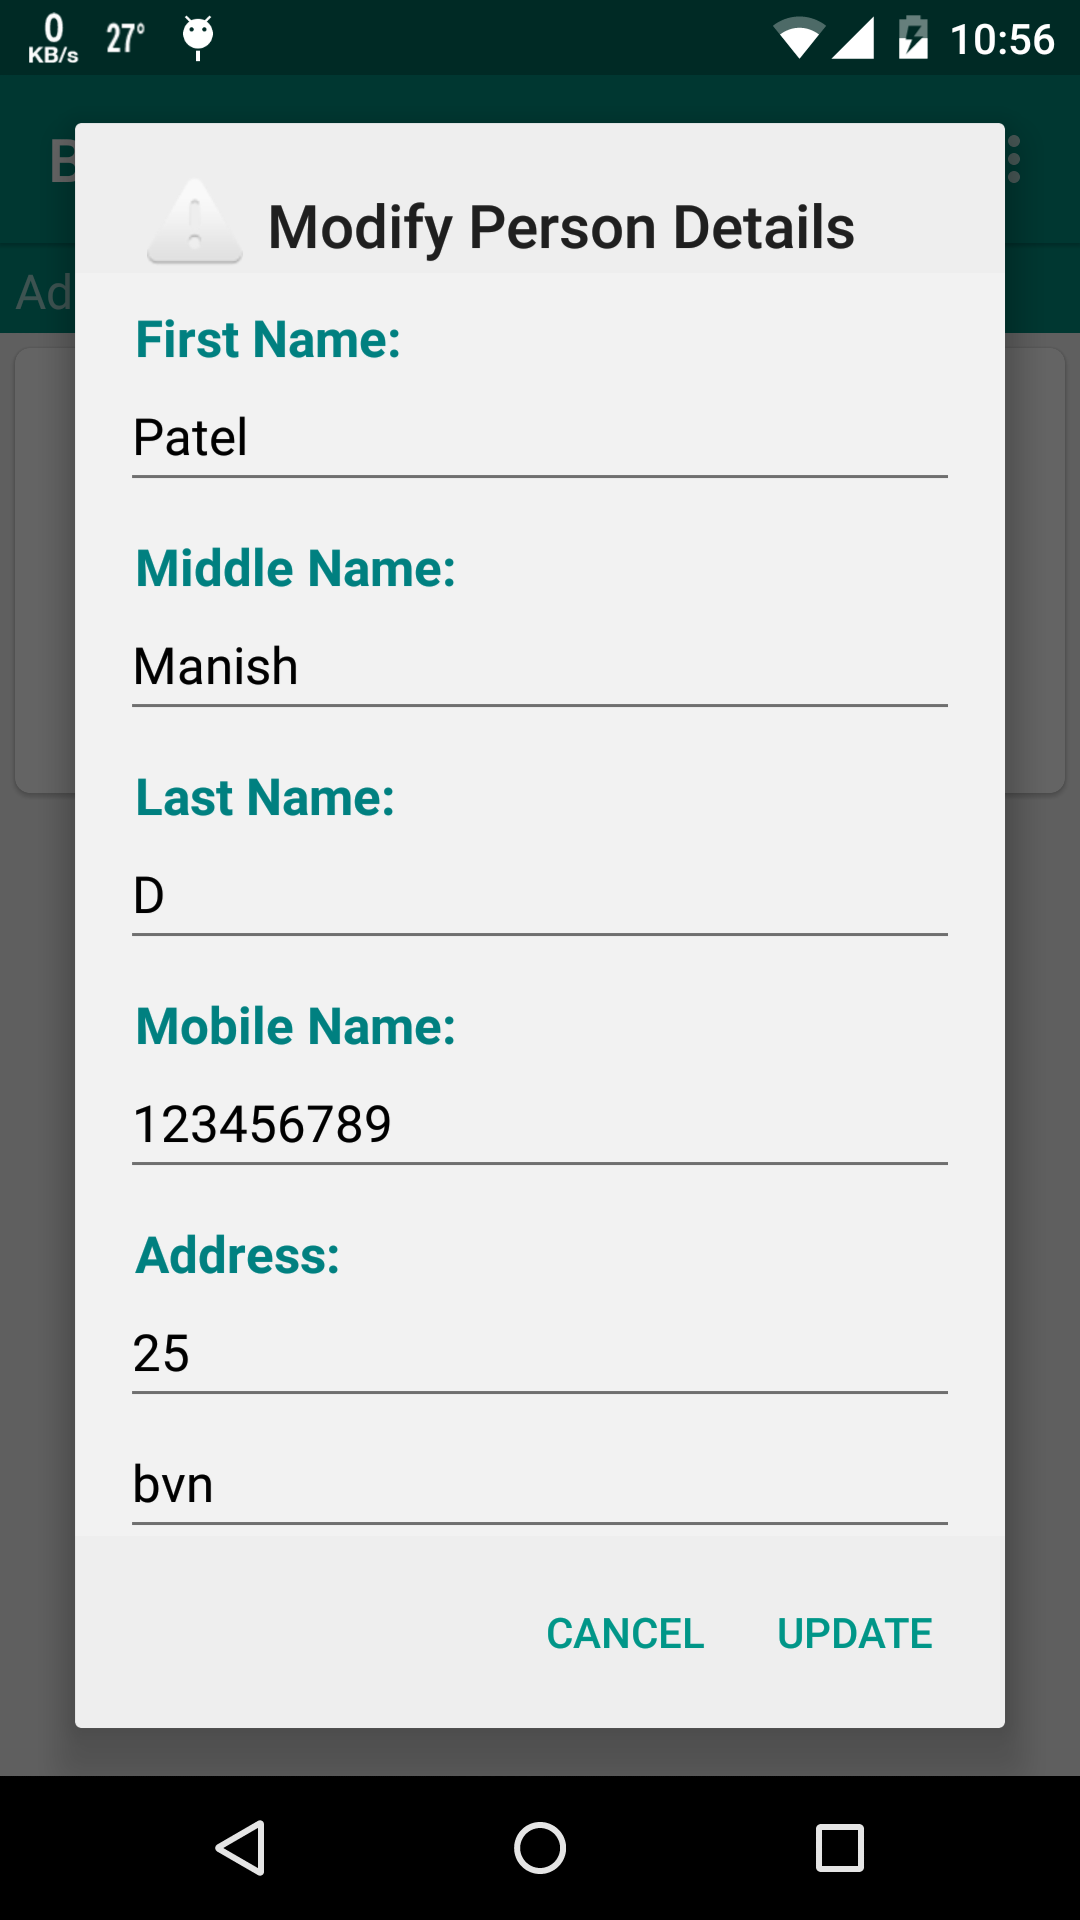 0
KB/s 27° 10:56
B
Modify Person Details
Ad
First Name:
Patel
Middle Name:
Manish
Last Name:
D
Mobile Name:
123456789
Address:
25
bvn
CANCEL UPDATE